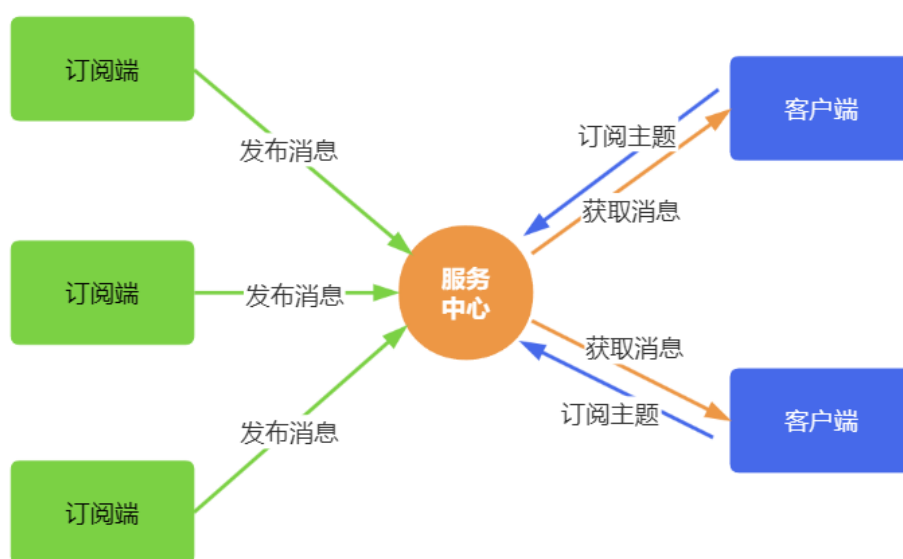 订阅端
客户端
订阅主题
发布消息
获取消息
服务
中心
订阅端
发布消息
获取消息
订阅主题
客户端
发布消息
订阅端